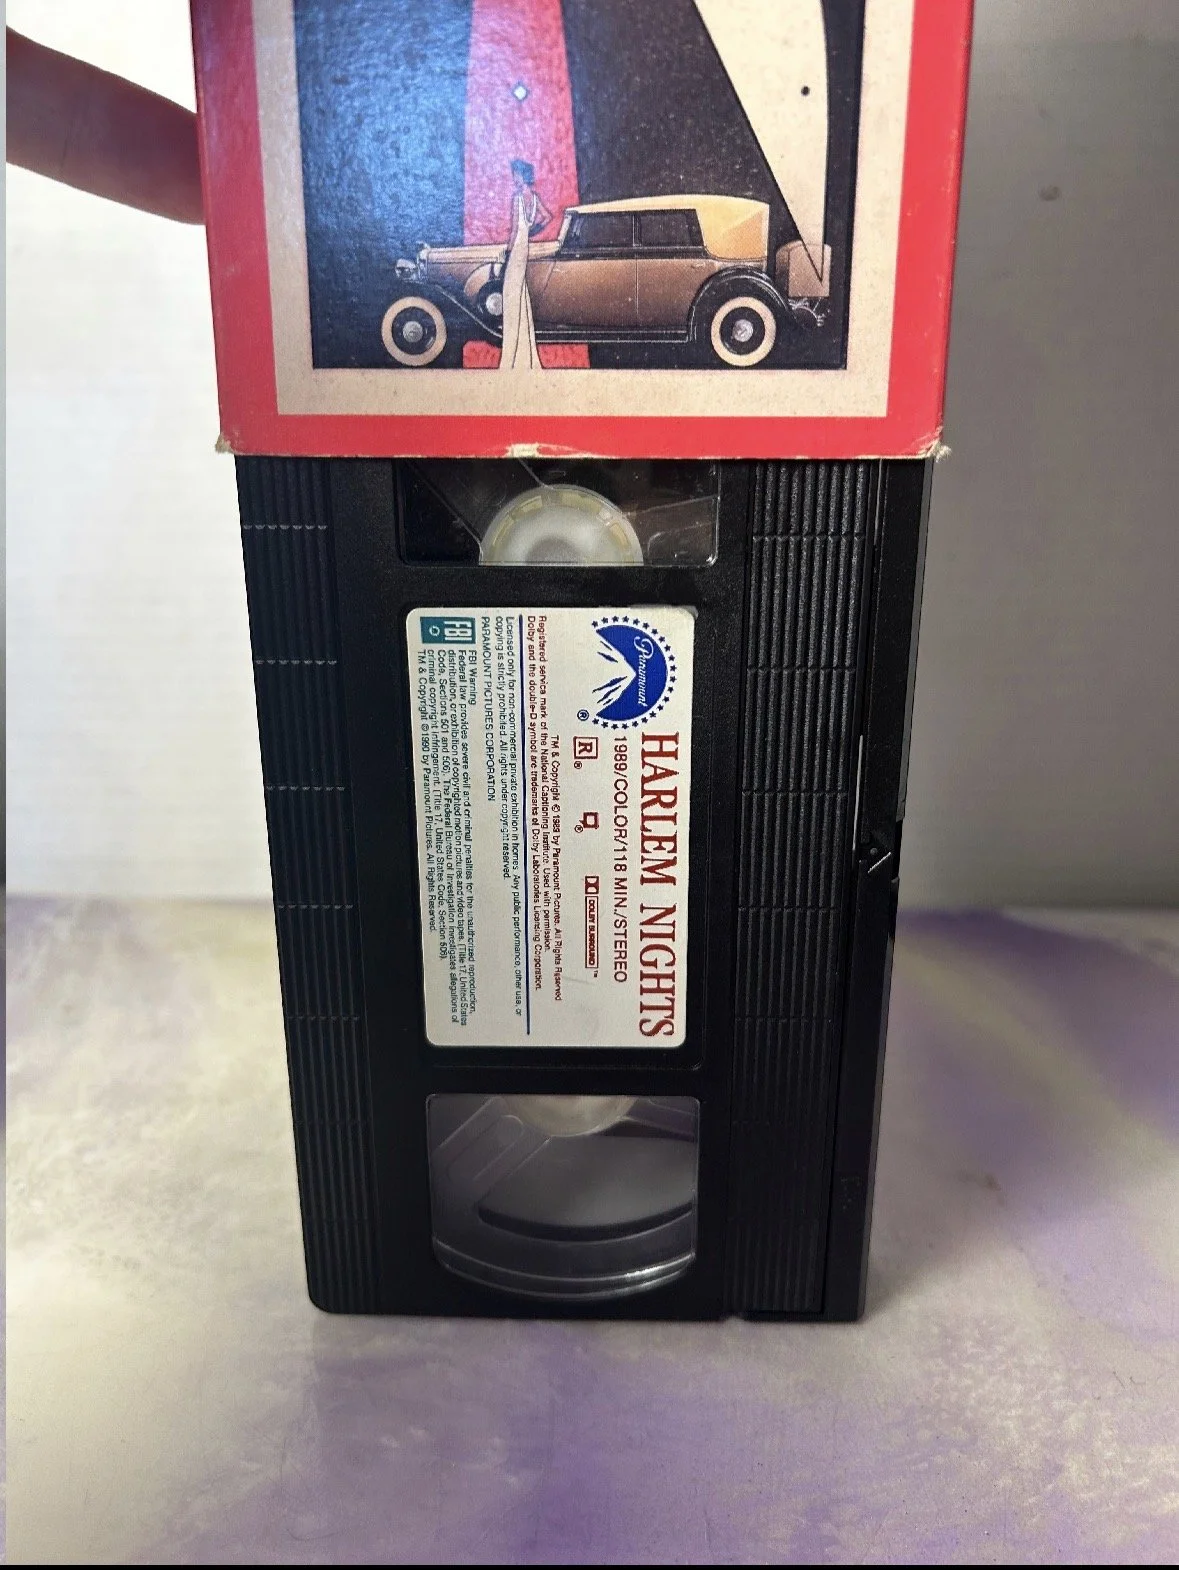 Paramount
®
HARLEM NIGHTS
1989/COLOR/118 MIN./STEREO
R ® ® DOLBY SURROUND ™
TM & Copyright © 1989 by Paramount Pictures. All Rights Reserved
Registered service mark of the National Captioning Institute. Used with permission.
Dolby and the double-D symbol are trademarks of Dolby Laboratories Licensing Corporation.
Licensed only for non-commercial private exhibition in homes. Any public performance, other use, or
copying is strictly prohibited. All rights under copyright reserved.
PARAMOUNT PICTURES CORPORATION
FBI
FBI Warning
Federal law provides severe civil and criminal penalties for the unauthorized reproduction,
distribution, or exhibition of copyrighted motion pictures and video tapes. (Title 17, United States
Code, Sections 501 and 506). The Federal Bureau of Investigation investigates allegations of
criminal copyright infringement. (Title 17, United States Code, Section 506).
TM & Copyright © 1990 by Paramount Pictures. All Rights Reserved.